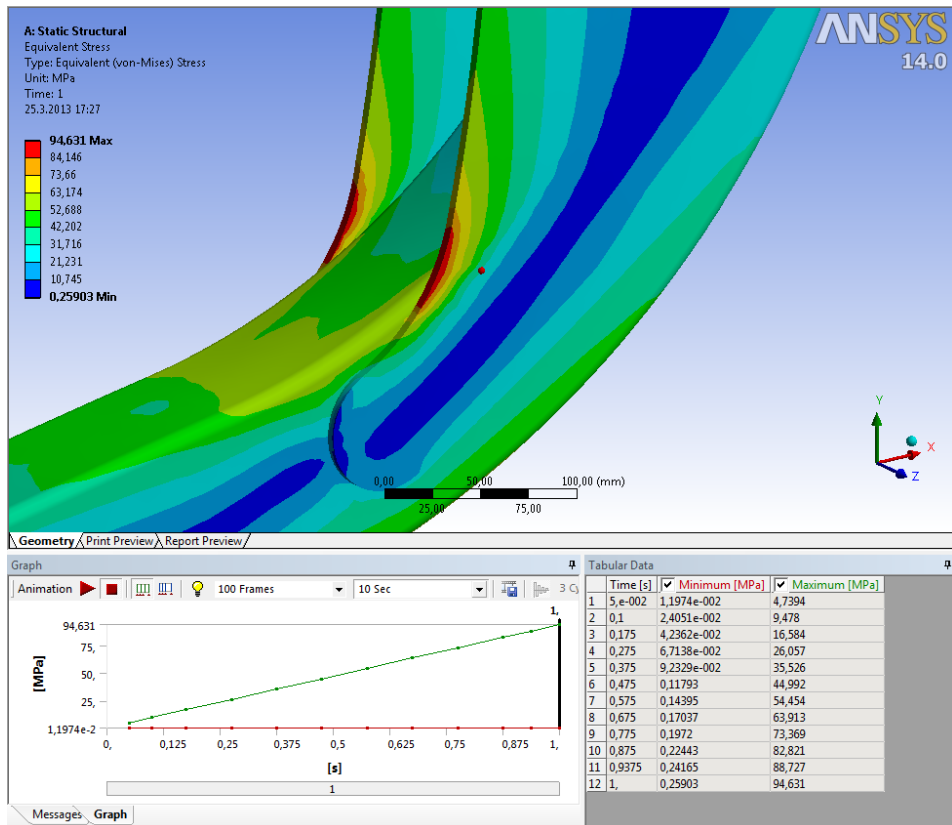 A: Static Structural
Equivalent Stress
Type: Equivalent (von-Mises) Stress
Unit: MPa
Time: 1
25.3.2013 17:27
94,631 Max
84,146
73,66
63,174
52,688
42,202
31,716
21,231
10,745
0,25903 Min
ANSYS
14.0
Y
X
Z
0,00 50,00 100,00 (mm)
25,00 75,00
Geometry Print Preview Report Preview
Graph
Animation 100 Frames 10 Sec 3 Cy
1,
94,631
75,
50,
25,
1,1974e-2
[MPa]
0, 0,125 0,25 0,375 0,5 0,625 0,75 0,875 1,
[s]
1
Messages Graph
Tabular Data
Time [s] Minimum [MPa] Maximum [MPa]
1 5,e-002 1,1974e-002 4,7394
2 0,1 2,4051e-002 9,478
3 0,175 4,2362e-002 16,584
4 0,275 6,7138e-002 26,057
5 0,375 9,2329e-002 35,526
6 0,475 0,11793 44,992
7 0,575 0,14395 54,454
8 0,675 0,17037 63,913
9 0,775 0,1972 73,369
10 0,875 0,22443 82,821
11 0,9375 0,24165 88,727
12 1, 0,25903 94,631